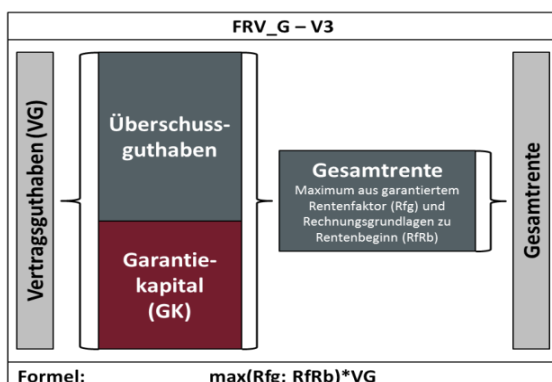 FRV_G – V3
Vertragsguthaben (VG)
Überschuss-
guthaben
Garantie-
kapital
(GK)
Gesamtrente
Maximum aus garantiertem
Rentenfaktor (Rfg) und
Rechnungsgrundlagen zu
Rentenbeginn (RfRb)
Gesamtrente
Formel: max(Rfg; RfRb)*VG